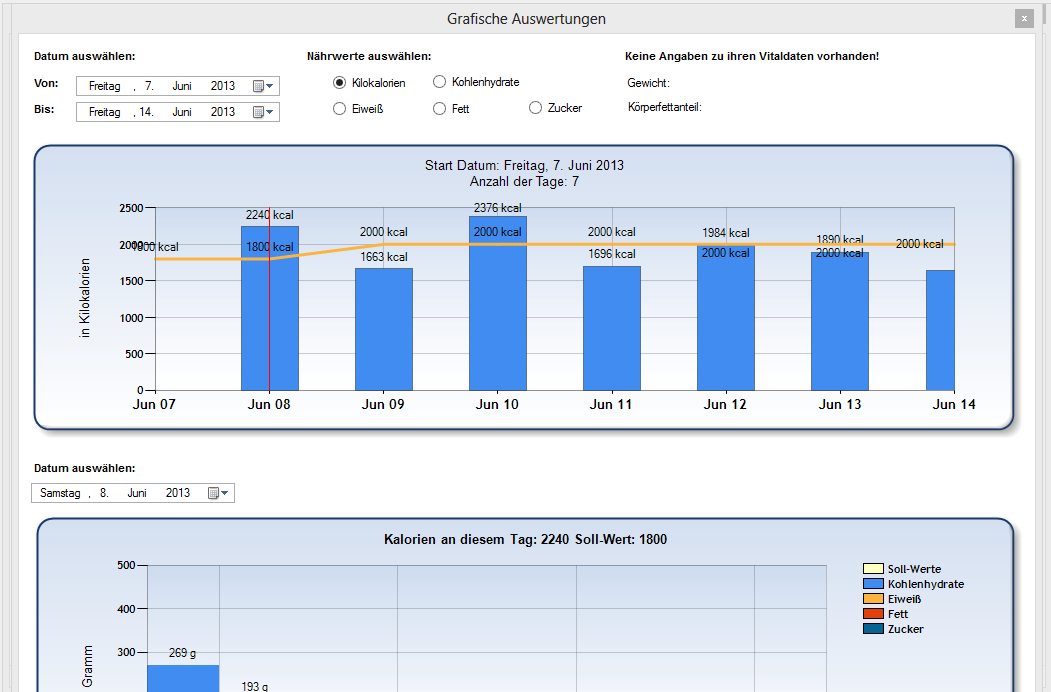 Grafische Auswertungen
x
Datum auswählen:
Nährwerte auswählen:
Keine Angaben zu ihren Vitaldaten vorhanden!
Von: Freitag , 7. Juni 2013
Kilokalorien
Kohlenhydrate
Gewicht:
Bis: Freitag , 14. Juni 2013
Eiweiß
Fett
Zucker
Körperfettanteil:
Start Datum: Freitag, 7. Juni 2013
Anzahl der Tage: 7
in Kilokalorien
2500
2000
1500
1000
500
0
kcal
2240 kcal
1800 kcal
2000 kcal
1663 kcal
2376 kcal
2000 kcal
2000 kcal
1696 kcal
1984 kcal
2000 kcal
1890 kcal
2000 kcal
2000 kcal
Jun 07 Jun 08 Jun 09 Jun 10 Jun 11 Jun 12 Jun 13 Jun 14
Datum auswählen:
Samstag , 8. Juni 2013
Kalorien an diesem Tag: 2240 Soll-Wert: 1800
Gramm
500
400
300
269 g
193 g
Soll-Werte
Kohlenhydrate
Eiweiß
Fett
Zucker